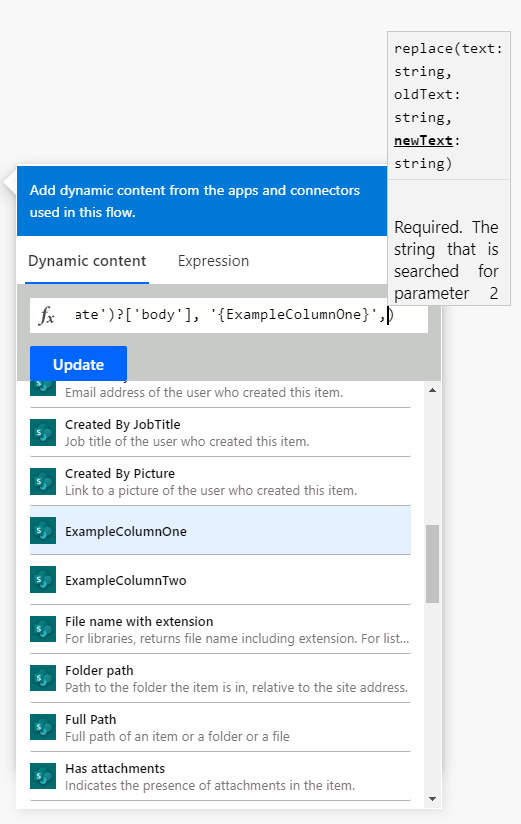 replace(text:
string,
oldText:
string,
newText:
string)
Required. The
string that is
searched for
parameter 2
Add dynamic content from the apps and connectors
used in this flow.
Dynamic content
Expression
fx
ate')?['body'], '{ExampleColumnOne}',)
Update
Email address of the user who created this item.
Created By JobTitle
Job title of the user who created this item.
Created By Picture
Link to a picture of the user who created this item.
ExampleColumnOne
ExampleColumnTwo
File name with extension
For libraries, returns file name including extension. For list...
Folder path
Path to the folder the item is in, relative to the site address.
Full Path
Full path of an item or a folder or a file
Has attachments
Indicates the presence of attachments in the item.